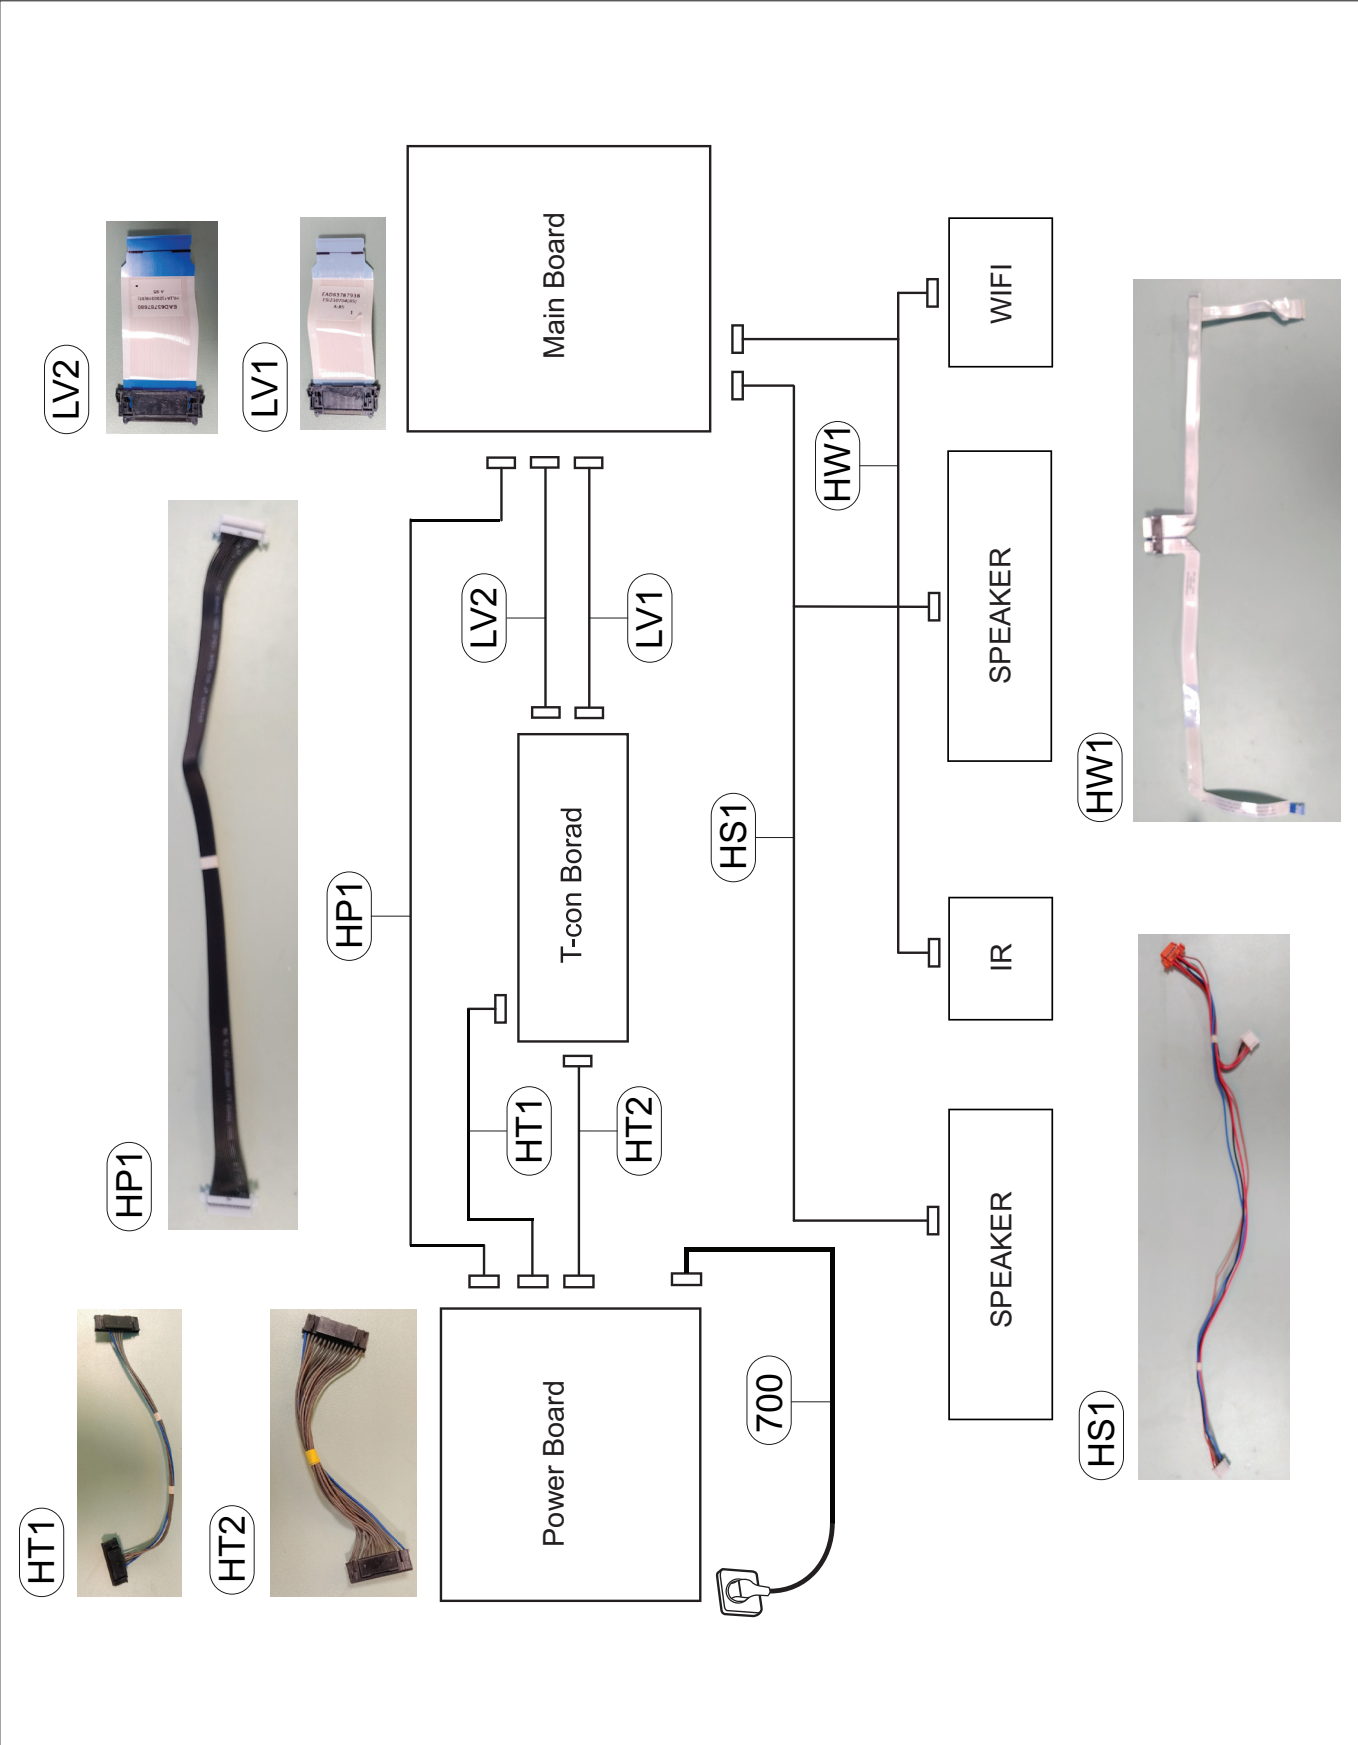 HT1
LV2
HP1
HT2
LV1
HP1
LV2
HT1
Power Board
Main Board
T-con Borad
HT2
LV1
HS1
700
HW1
SPEAKER
IR
SPEAKER
WIFI
HS1
HW1